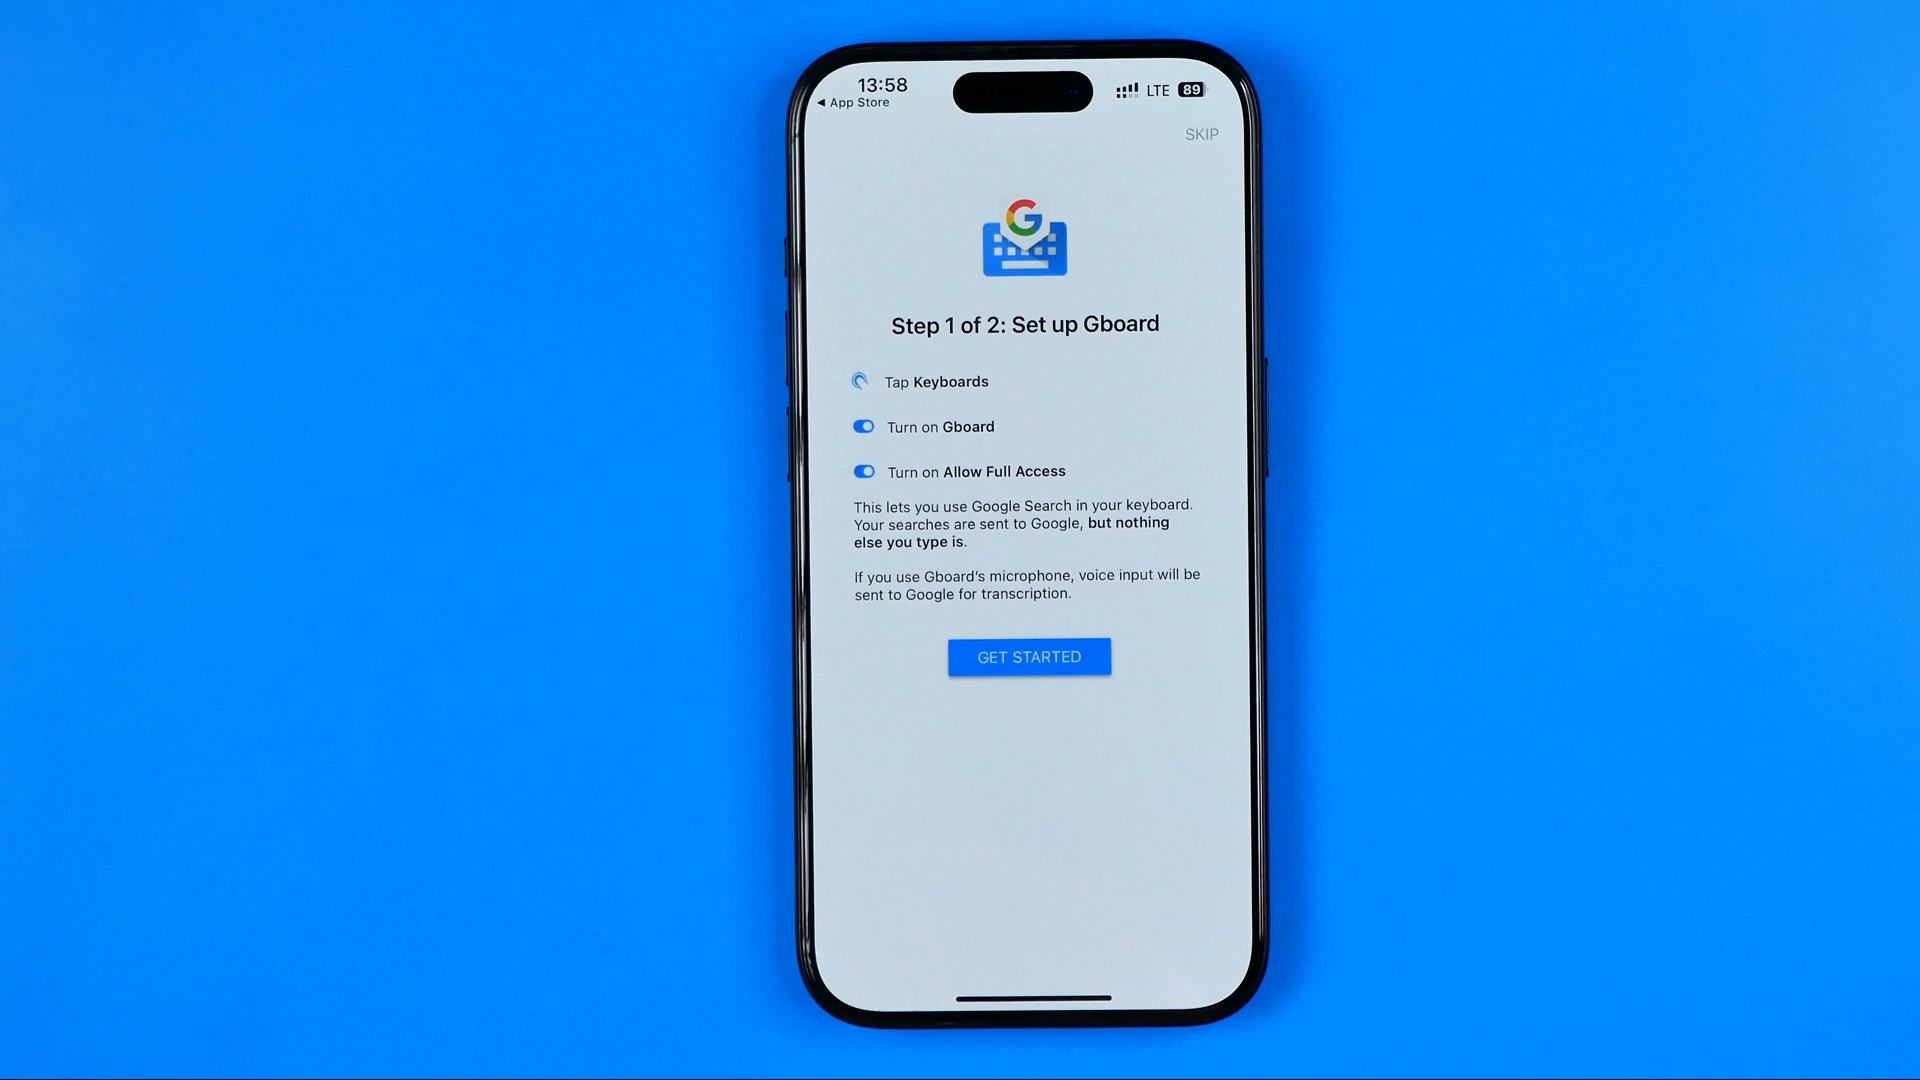 13:58
◀ App Store
LTE 89
SKIP
G
Step 1 of 2: Set up Gboard
Tap Keyboards
Turn on Gboard
Turn on Allow Full Access
This lets you use Google Search in your keyboard.
Your searches are sent to Google, but nothing
else you type is.
If you use Gboard's microphone, voice input will be
sent to Google for transcription.
GET STARTED